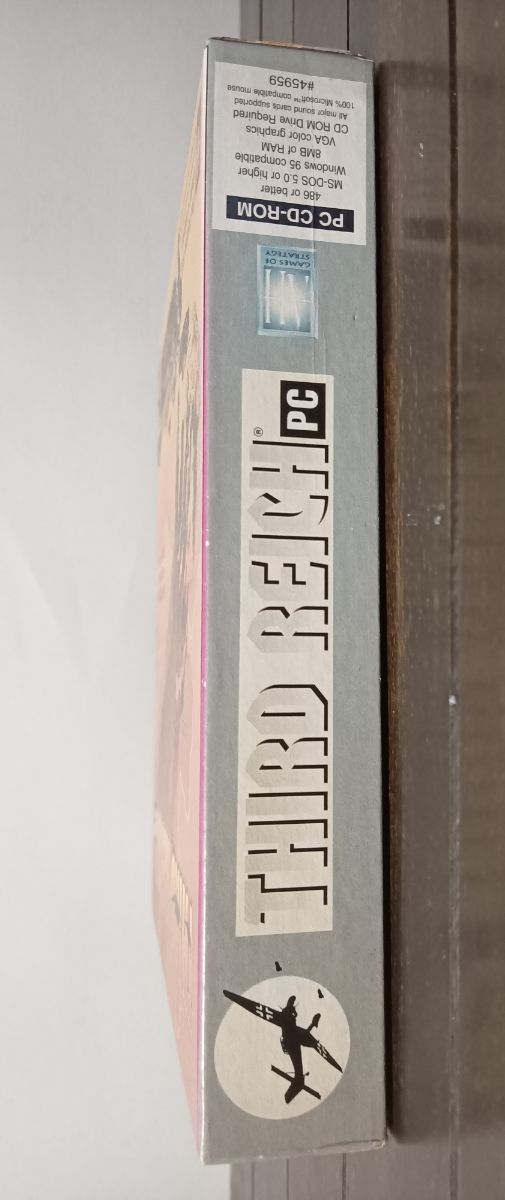 THIRD REICH® PC
GAMES OF
STRATEGY
PC CD-ROM
486 or better
MS-DOS 5.0 or higher
Windows 95 compatible
8MB of RAM
VGA color graphics
CD ROM Drive Required
All major sound cards supported
100% Microsoft™ compatible mouse
#45959